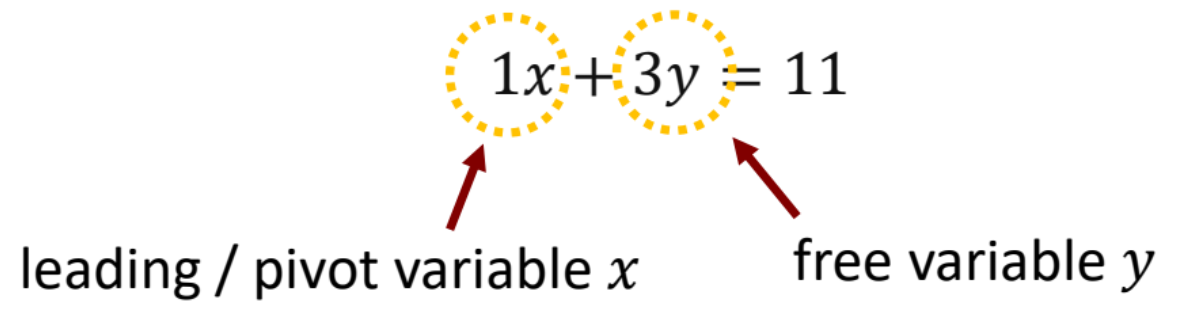 1x + 3y = 11
leading / pivot variable x
free variable y